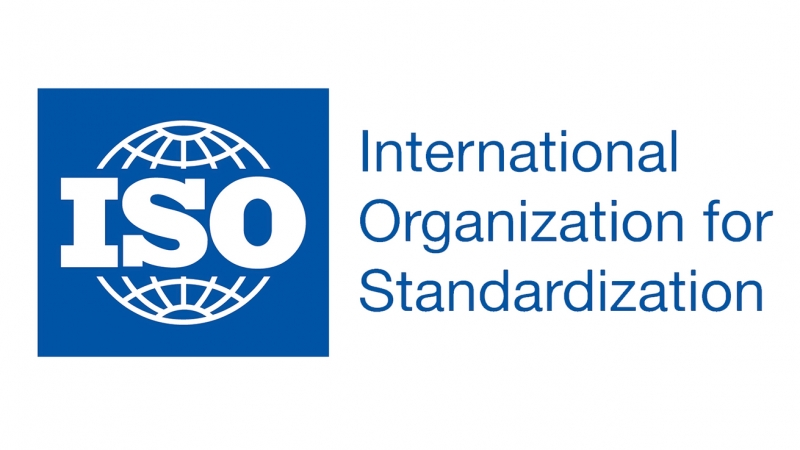 ISO
International
Organization for
Standardization